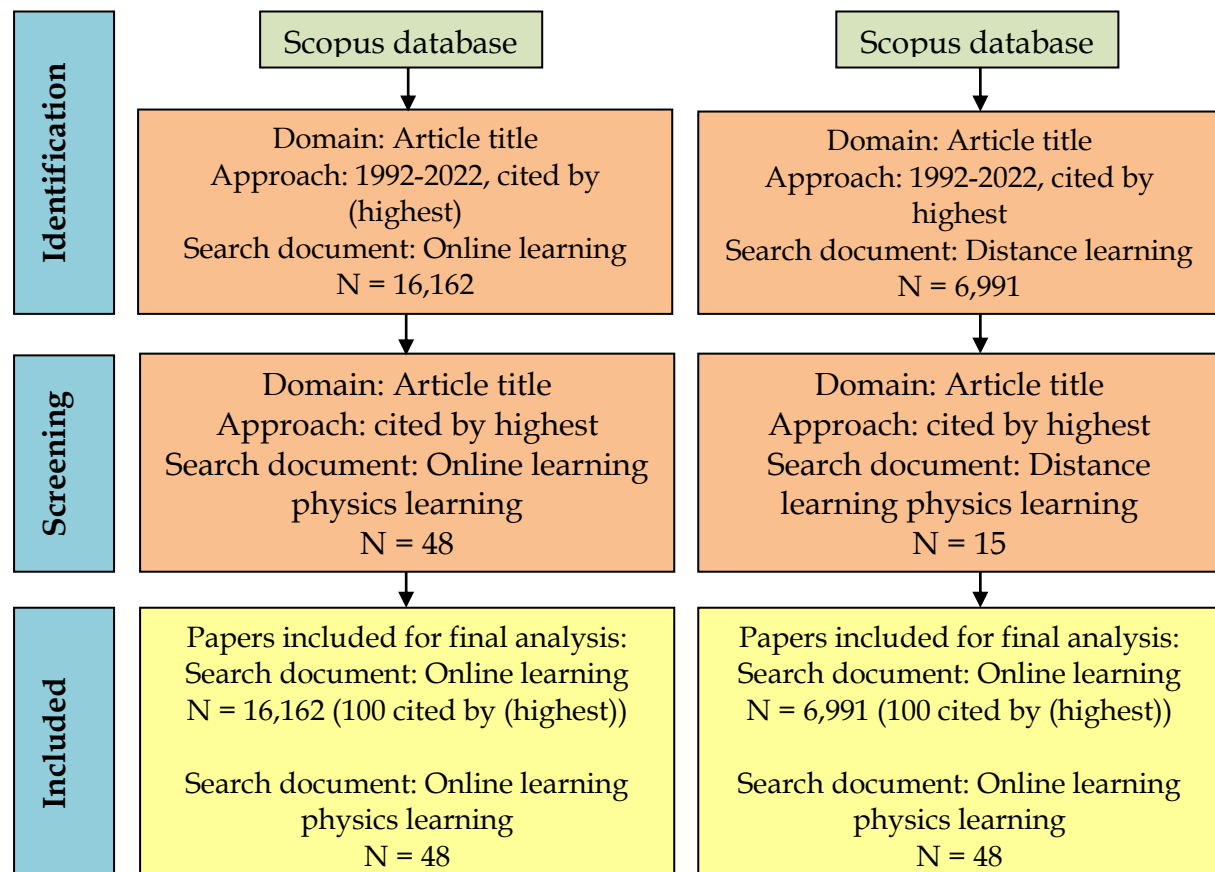 Identification
Scopus database
Domain: Article title
Approach: 1992-2022, cited by
(highest)
Search document: Online learning
N = 16,162
Scopus database
Domain: Article title
Approach: 1992-2022, cited by
highest
Search document: Distance learning
N = 6,991
Screening
Domain: Article title
Approach: cited by highest
Search document: Online learning
physics learning
N = 48
Domain: Article title
Approach: cited by highest
Search document: Distance
learning physics learning
N = 15
Included
Papers included for final analysis:
Search document: Online learning
N = 16,162 (100 cited by (highest))
Search document: Online learning
physics learning
N = 48
Papers included for final analysis:
Search document: Online learning
N = 6,991 (100 cited by (highest))
Search document: Online learning
physics learning
N = 48